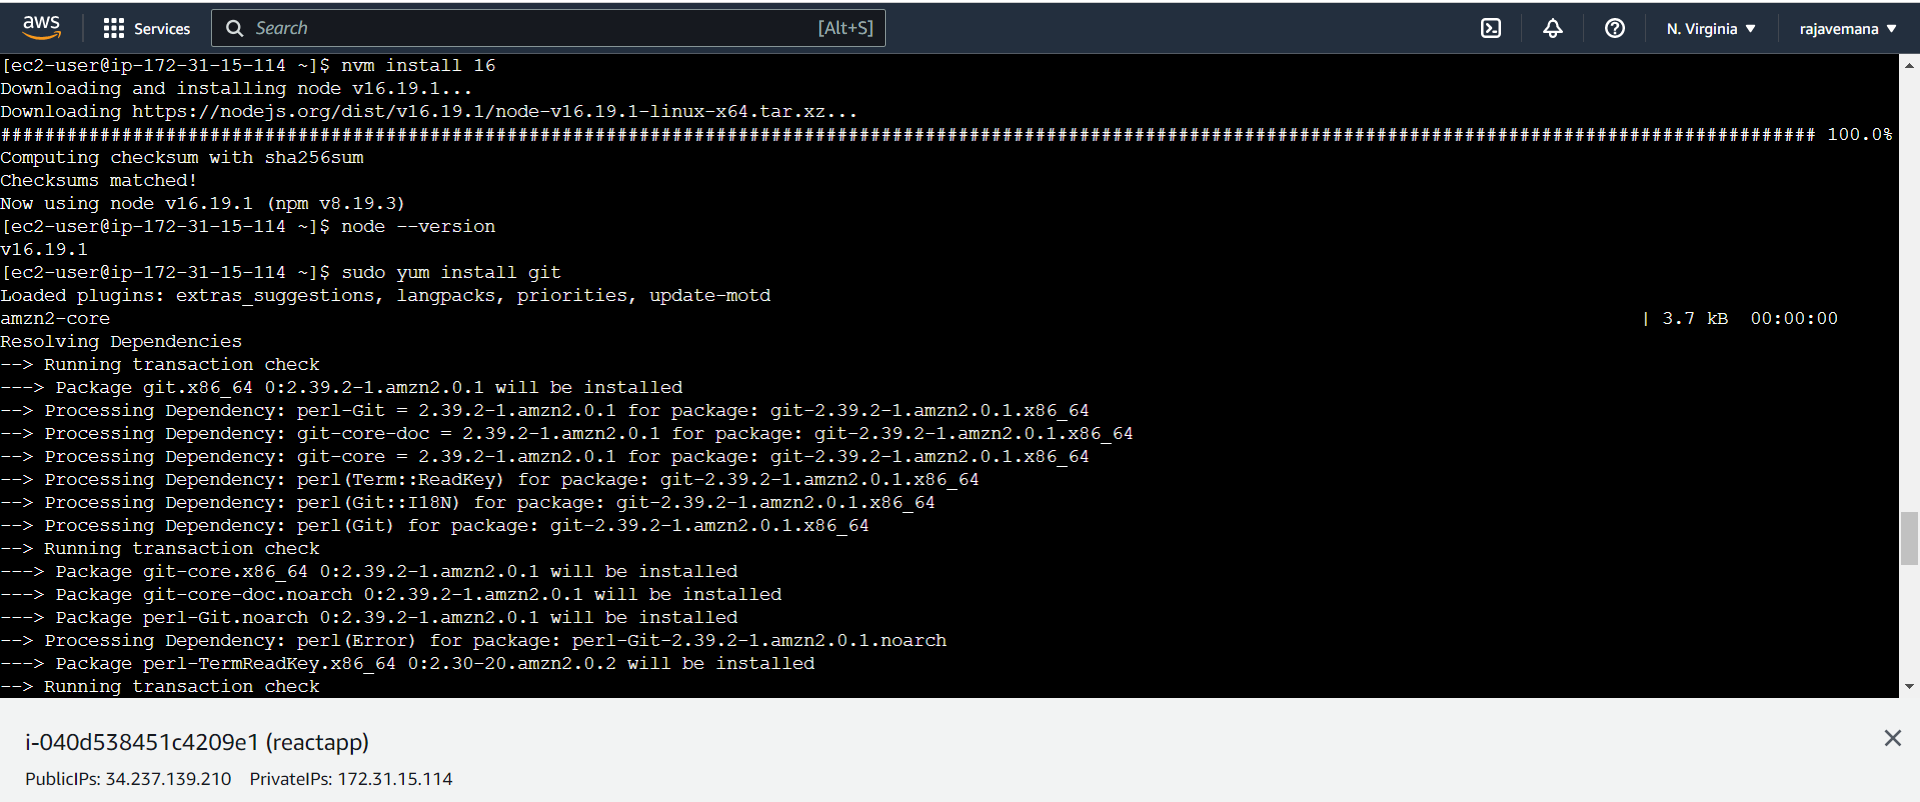 aws Services Search [Alt+S] N. Virginia ▼ rajavemana ▼
[ec2-user@ip-172-31-15-114 ~]$ nvm install 16
Downloading and installing node v16.19.1...
Downloading https://nodejs.org/dist/v16.19.1/node-v16.19.1-linux-x64.tar.xz...
##################################################################################################################################################################### 100.0%
Computing checksum with sha256sum
Checksums matched!
Now using node v16.19.1 (npm v8.19.3)
[ec2-user@ip-172-31-15-114 ~]$ node --version
v16.19.1
[ec2-user@ip-172-31-15-114 ~]$ sudo yum install git
Loaded plugins: extras_suggestions, langpacks, priorities, update-motd
amzn2-core | 3.7 kB 00:00:00
Resolving Dependencies
--> Running transaction check
---> Package git.x86_64 0:2.39.2-1.amzn2.0.1 will be installed
--> Processing Dependency: perl-Git = 2.39.2-1.amzn2.0.1 for package: git-2.39.2-1.amzn2.0.1.x86_64
--> Processing Dependency: git-core-doc = 2.39.2-1.amzn2.0.1 for package: git-2.39.2-1.amzn2.0.1.x86_64
--> Processing Dependency: git-core = 2.39.2-1.amzn2.0.1 for package: git-2.39.2-1.amzn2.0.1.x86_64
--> Processing Dependency: perl(Term::ReadKey) for package: git-2.39.2-1.amzn2.0.1.x86_64
--> Processing Dependency: perl(Git::I18N) for package: git-2.39.2-1.amzn2.0.1.x86_64
--> Processing Dependency: perl(Git) for package: git-2.39.2-1.amzn2.0.1.x86_64
--> Running transaction check
---> Package git-core.x86_64 0:2.39.2-1.amzn2.0.1 will be installed
---> Package git-core-doc.noarch 0:2.39.2-1.amzn2.0.1 will be installed
---> Package perl-Git.noarch 0:2.39.2-1.amzn2.0.1 will be installed
--> Processing Dependency: perl(Error) for package: perl-Git-2.39.2-1.amzn2.0.1.noarch
---> Package perl-TermReadKey.x86_64 0:2.30-20.amzn2.0.2 will be installed
--> Running transaction check
i-040d538451c4209e1 (reactapp)
PublicIPs: 34.237.139.210 PrivateIPs: 172.31.15.114